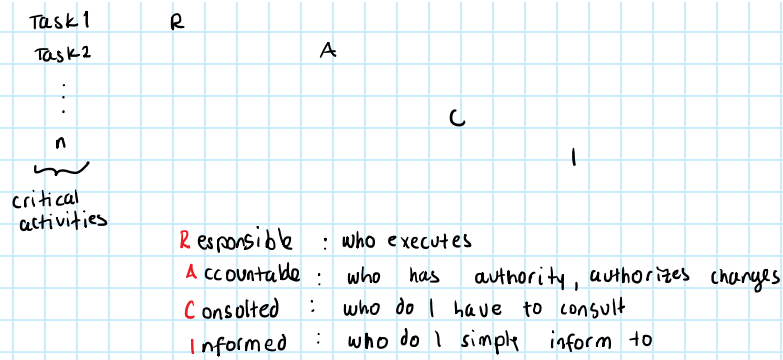 Task1 R
Task2 A
⋮
C
n
I
critical
activities
Responsible : who executes
Accountable : who has authority, authorizes changes
Consolted : who do I have to consult
Informed : who do I simple inform to